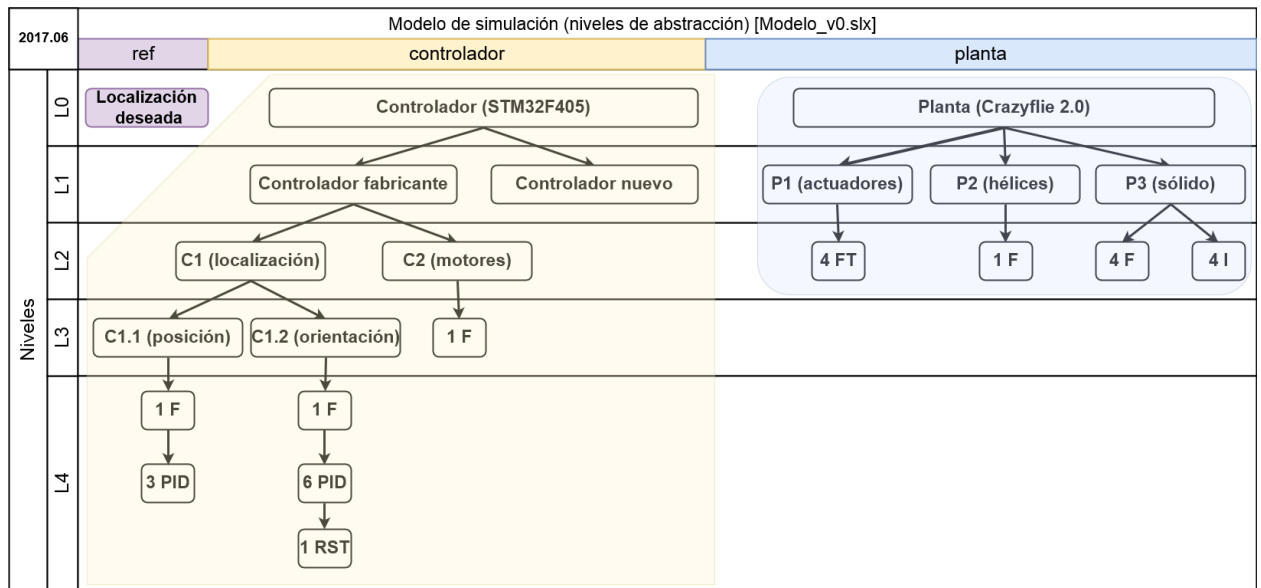 2017.06
Modelo de simulación (niveles de abstracción) [Modelo_v0.slx]
ref
controlador
planta
Niveles
L0
Localización
deseada
Controlador (STM32F405)
Planta (Crazyflie 2.0)
L1
Controlador fabricante
Controlador nuevo
P1 (actuadores)
P2 (hélices)
P3 (sólido)
L2
C1 (localización)
C2 (motores)
4 FT
1 F
4 F
4 I
L3
C1.1 (posición)
C1.2 (orientación)
1 F
L4
1 F
1 F
3 PID
6 PID
1 RST